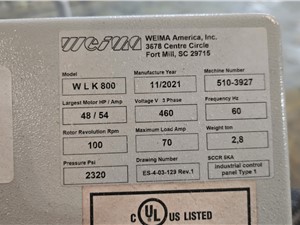 weima
WEIMA America, Inc.
3678 Centre Circle
Fort Mill, SC 29715
Model Manufacture Year Machine Number
W L K 800 11/2021 510-3927
Largest Motor HP / Amp Voltage V 3 Phase Frequency Hz
48 / 54 460 60
Rotor Revolution Rpm Maximum Load Amp Weight ton
100 70 2,8
Pressure Psi Drawing Number SCCR 5KA
2320 ES-4-03-129 Rev.1 industrial control
panel Type 1
UL US LISTED